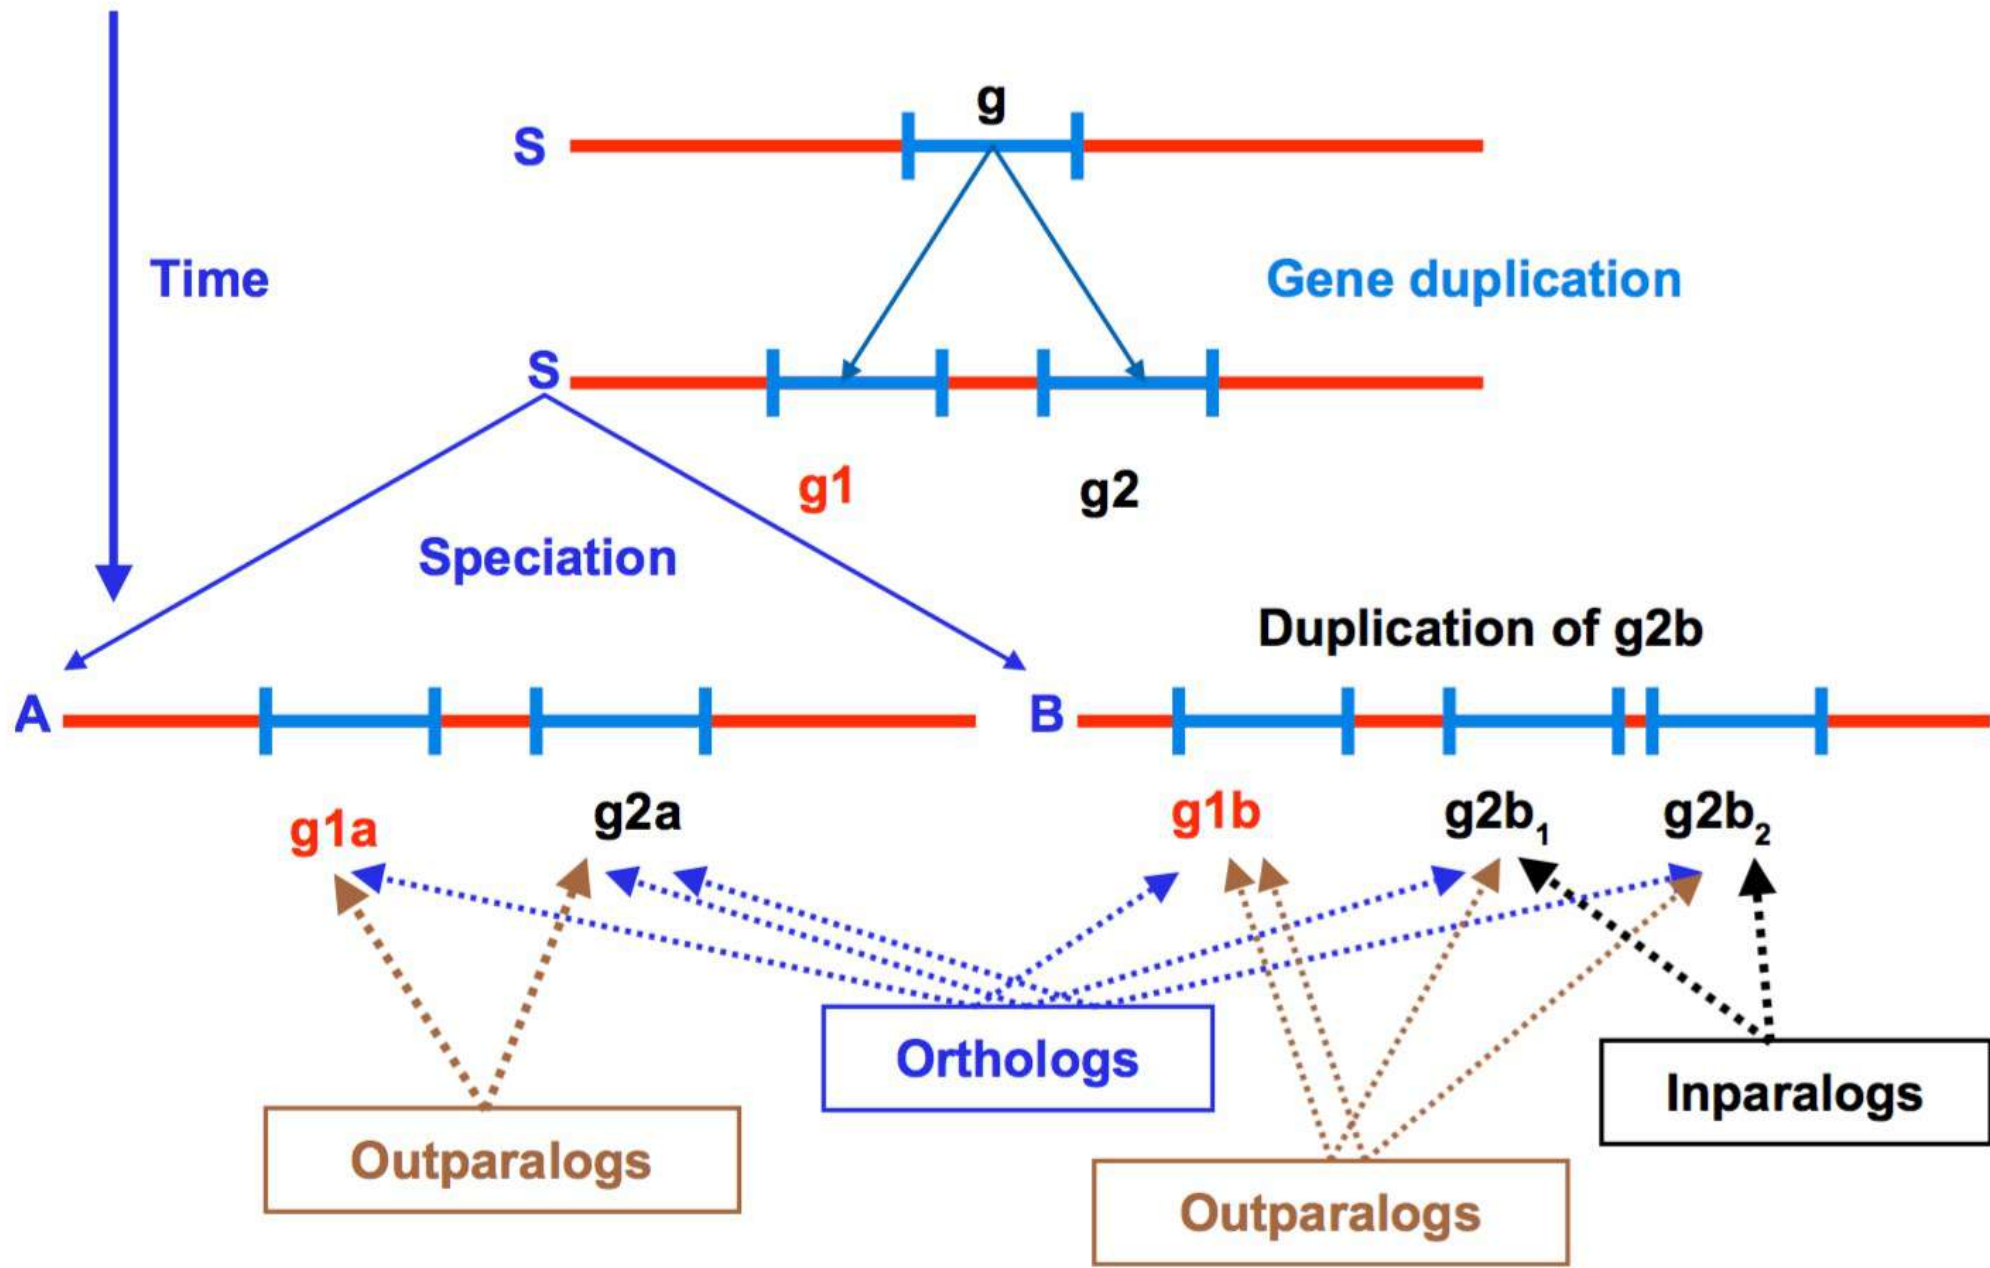 g
S
Time
Gene duplication
S
g1
g2
Speciation
Duplication of g2b
A
B
g1a
g2a
g1b
g2b1
g2b2
Orthologs
Inparalogs
Outparalogs
Outparalogs